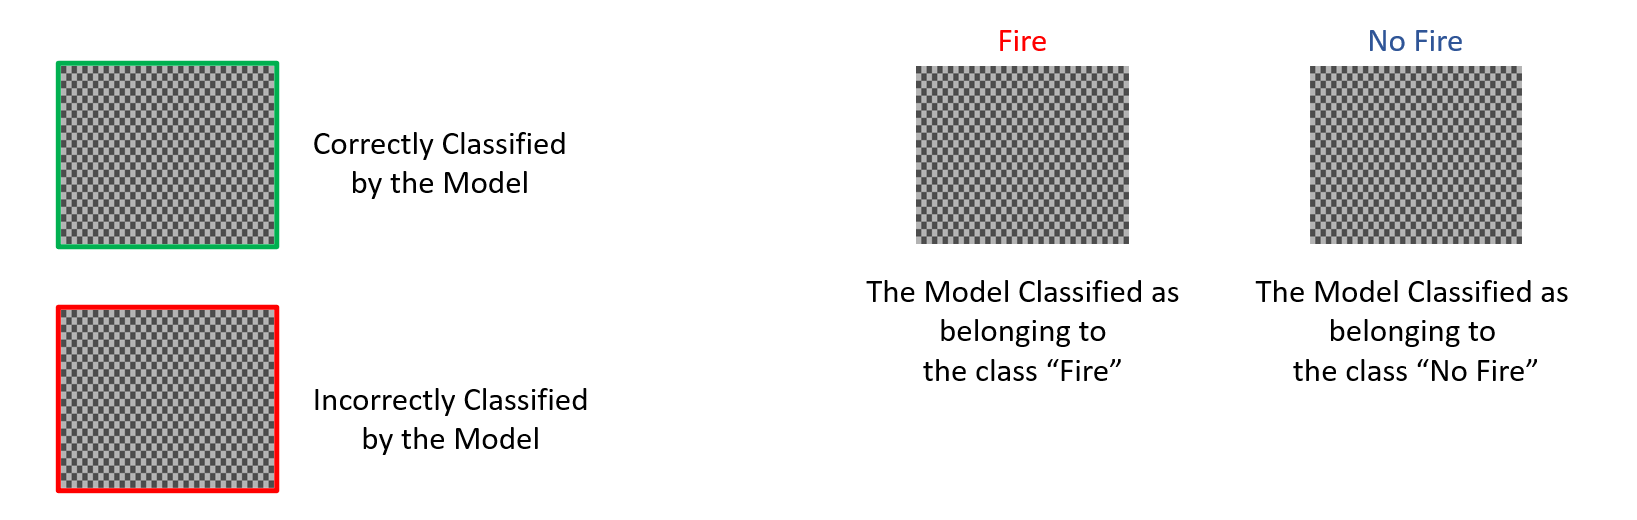 Correctly Classified
by the Model
Incorrectly Classified
by the Model
Fire
The Model Classified as
belonging to
the class “Fire”
No Fire
The Model Classified as
belonging to
the class “No Fire”